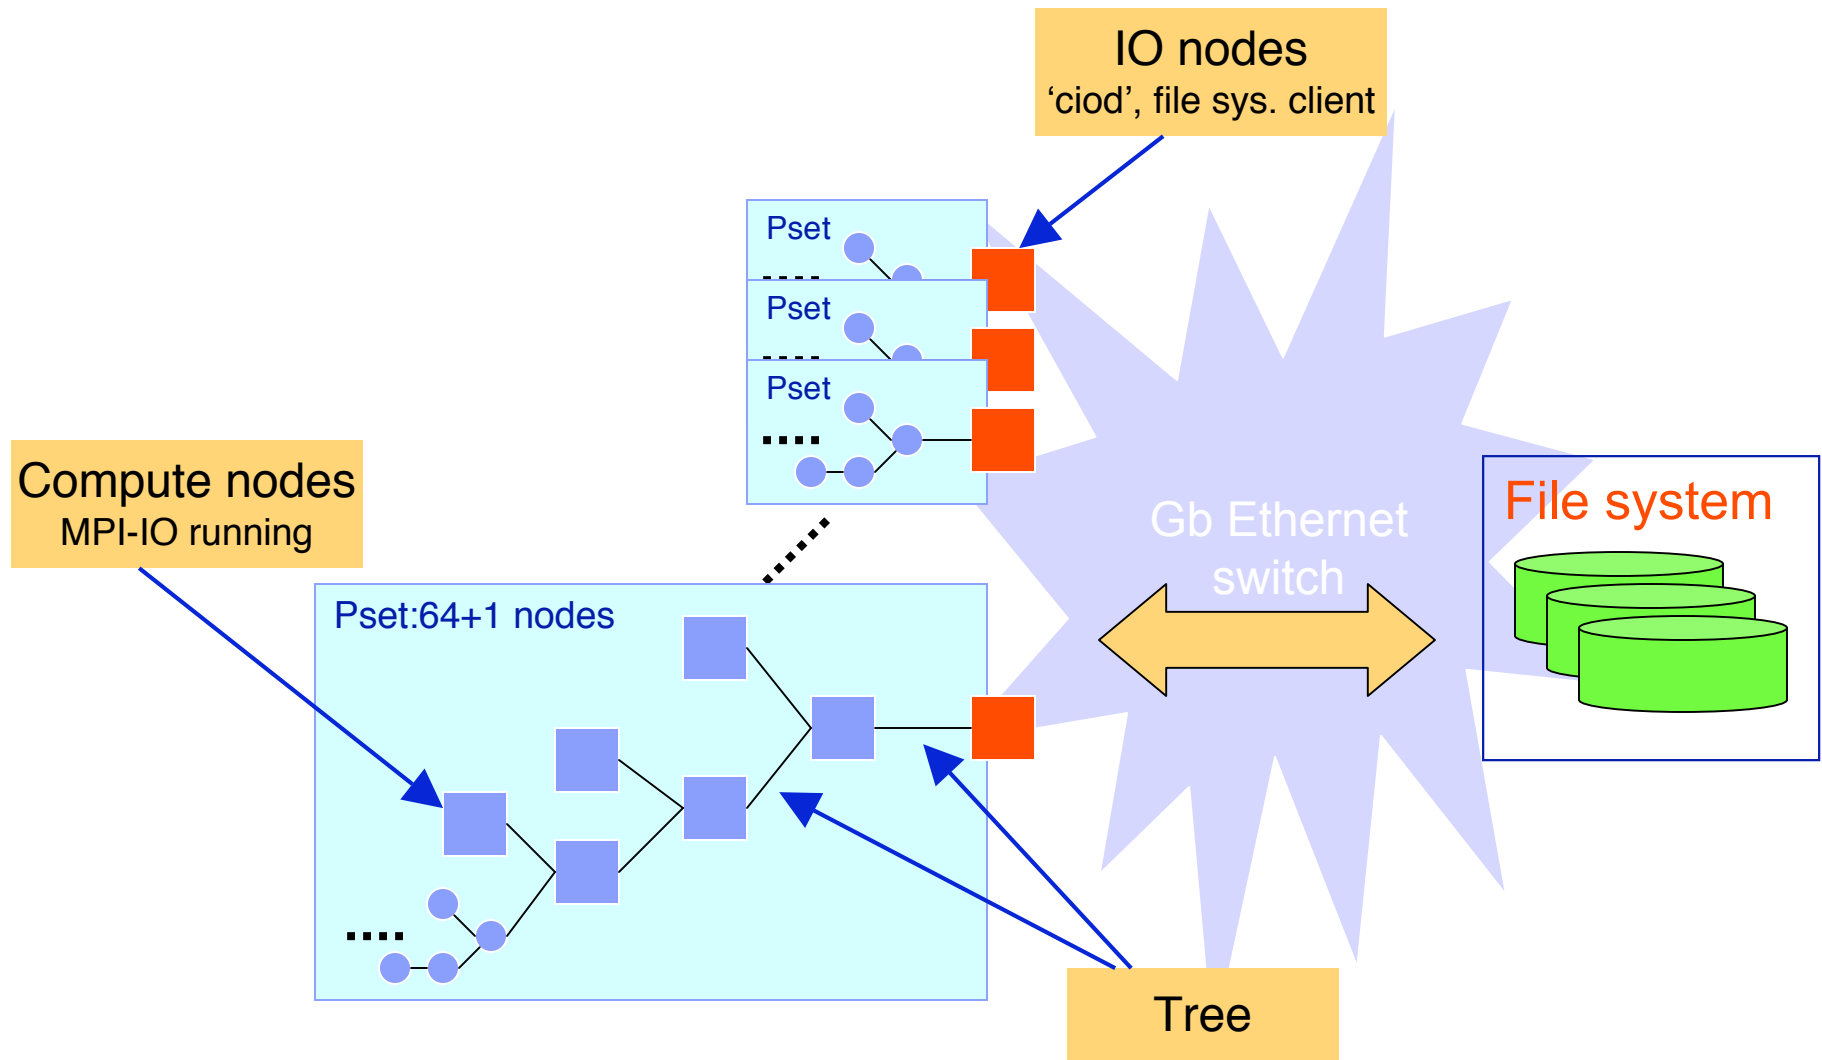 IO nodes
‘ciod’, file sys. client
Pset
Pset
Pset
Compute nodes
MPI-IO running
Gb Ethernet
switch
File system
Pset:64+1 nodes
Tree